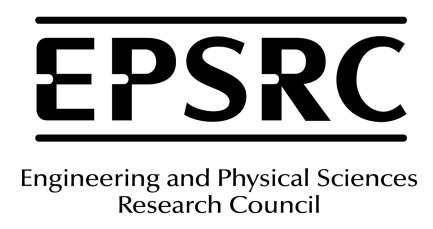 EPSRC
Engineering and Physical Sciences
Research Council